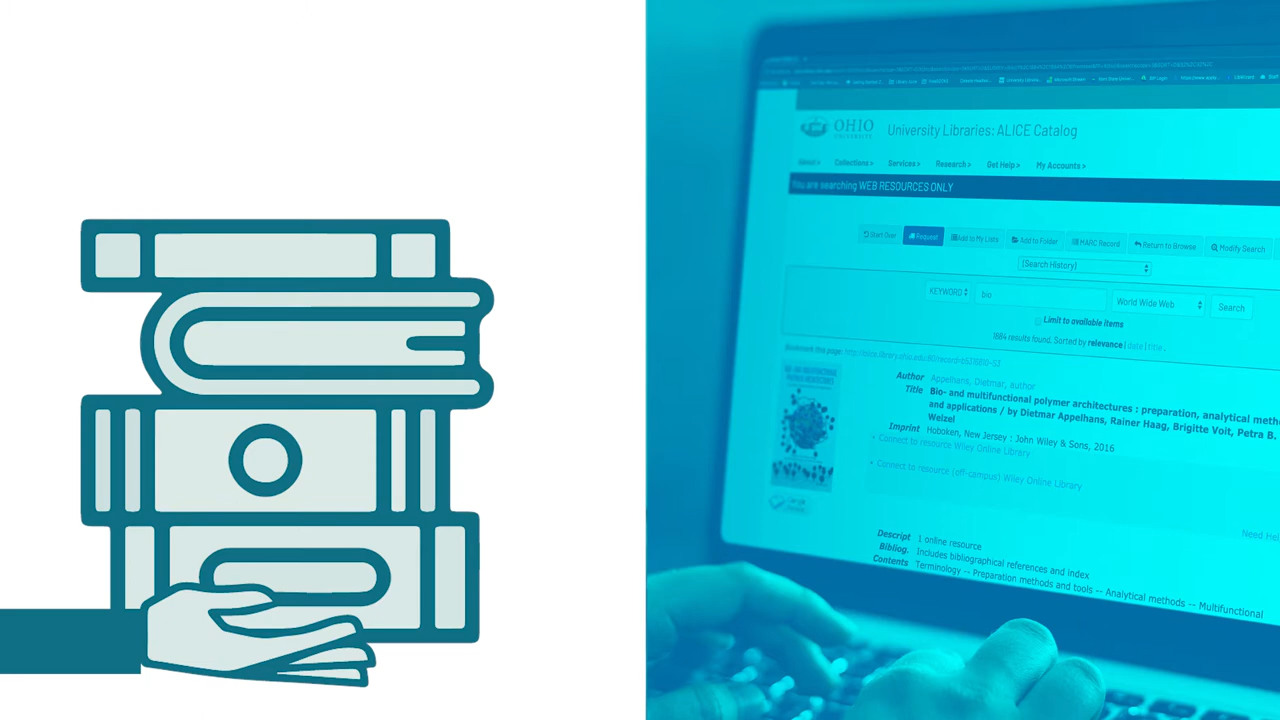 OHIO
UNIVERSITY
University Libraries: ALICE Catalog
Collections > Services > Research > Get Help > My Accounts >
You are searching WEB RESOURCES ONLY
Start Over Request Add to My Lists Add to Folder MARC Record Return to Browse Modify Search
[Search History]
KEYWORD bio World Wide Web Search
Limit to available items
1884 results found. Sorted by relevance | date | title .
Bookmark this page:
Author Appelhans, Dietmar, author
Title Bio- and multifunctional polymer architectures : preparation, analytical
and applications / by Dietmar Appelhans, Rainer Haag, Brigitte Voit, Petra B.
Imprint Hoboken, New Jersey : John Wiley & Sons, 2016
Connect to resource Wiley Online Library
Connect to resource (off-campus) Wiley Online Library
Need
Descript 1 online resource
Bibliog. Includes bibliographical references and index
Contents Terminology -- Preparation methods and tools -- Analytical methods -- Multifunctional